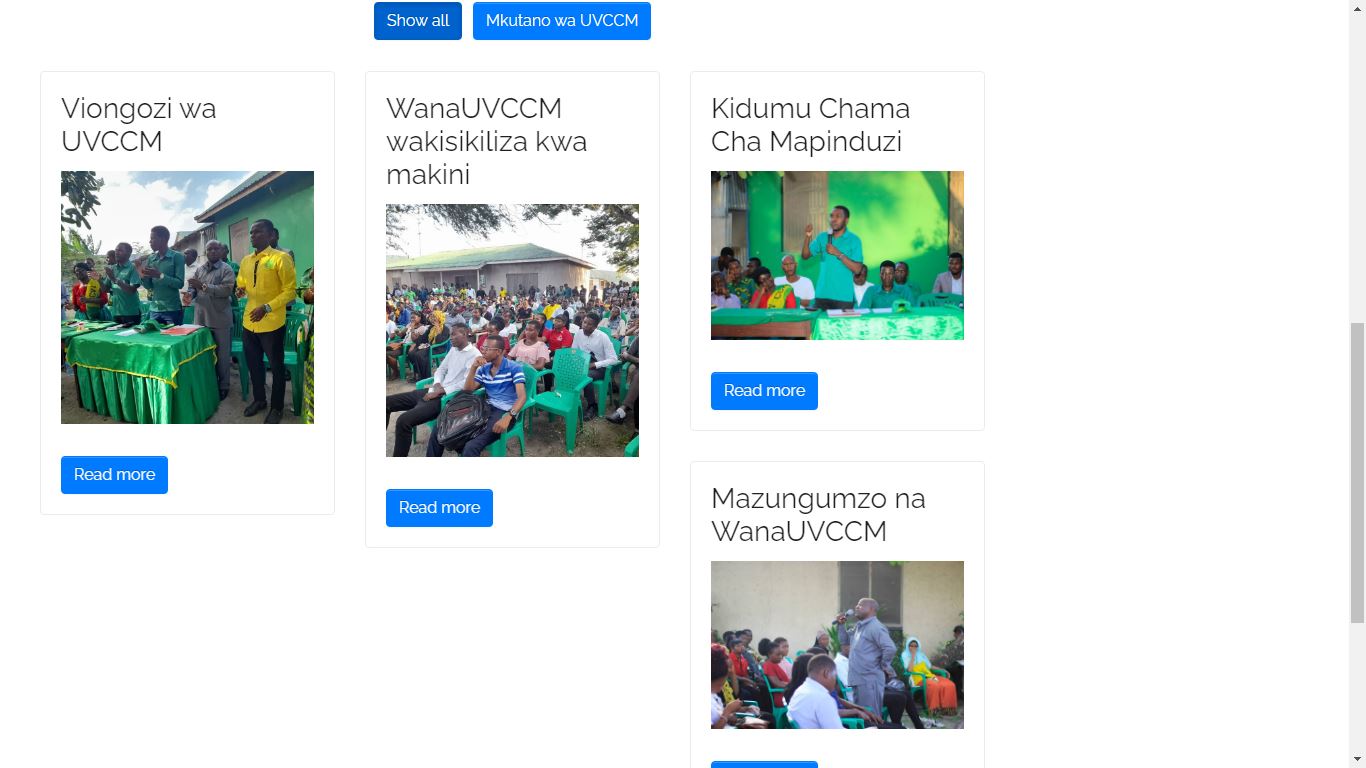 Show all
Mkutano wa UVCCM
Viongozi wa
UVCCM
Read more
WanaUVCCM
wakisikiliza kwa
makini
Read more
Kidumu Chama
Cha Mapinduzi
Read more
Mazungumzo na
WanaUVCCM